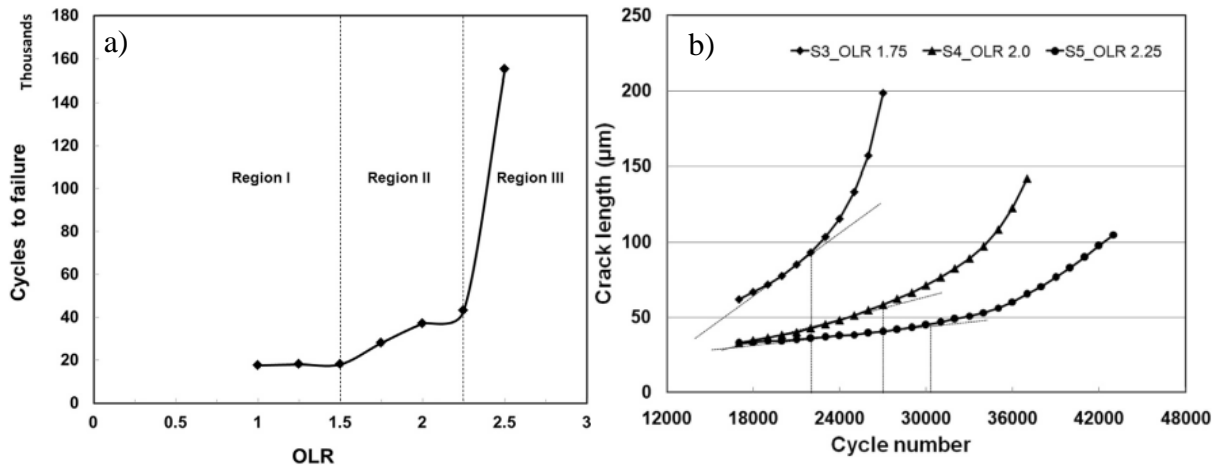 a)
Thousands
Cycles to failure
180
160
140
120
100
80
60
40
20
0
Region I
Region II
Region III
0
0.5
1
1.5
2
2.5
3
OLR
b)
S3_OLR 1.75
S4_OLR 2.0
S5_OLR 2.25
Crack length (µm)
250
200
150
100
50
0
12000
18000
24000
30000
36000
42000
48000
Cycle number